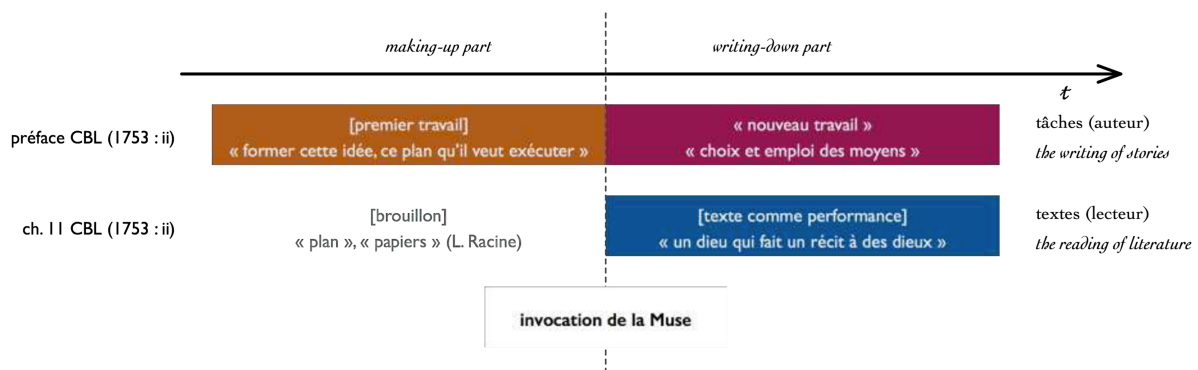 making-up part
writing-down part
t
préface CBL (1753 : ii)
[premier travail]
« former cette idée, ce plan qu'il veut exécuter »
« nouveau travail »
« choix et emploi des moyens »
tâches (auteur)
the writing of stories
ch. 11 CBL (1753 : ii)
[brouillon]
« plan », « papiers » (L. Racine)
[texte comme performance]
« un dieu qui fait un récit à des dieux »
textes (lecteur)
the reading of literature
invocation de la Muse